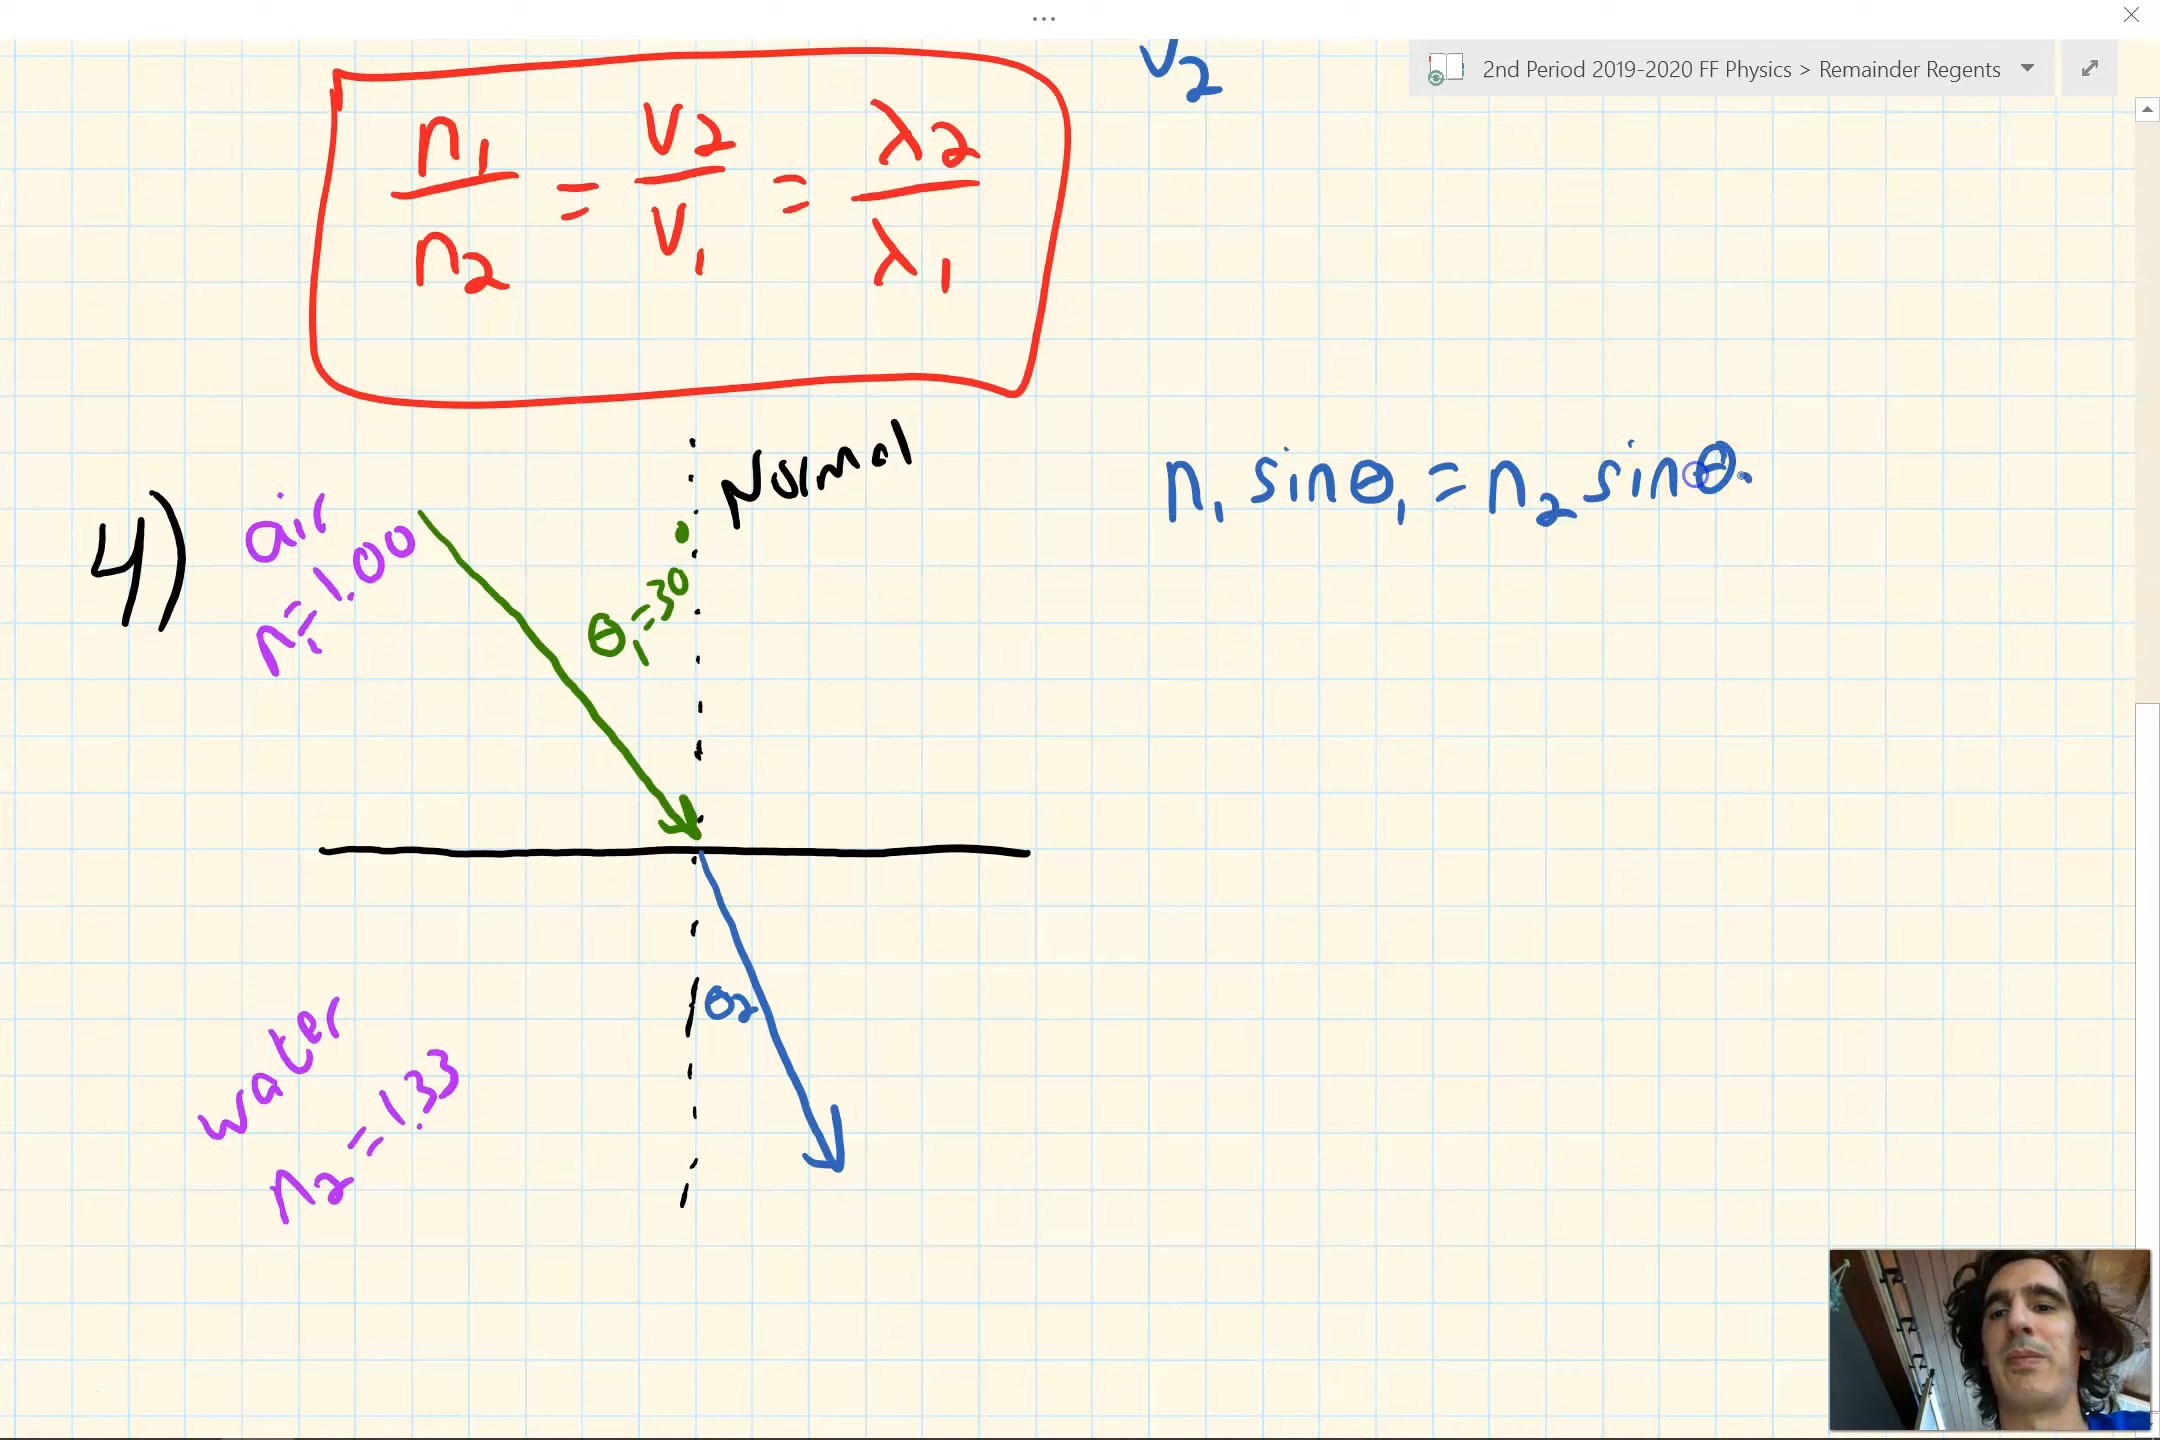 ...
v2
2nd Period 2019-2020 FF Physics > Remainder Regents
n1/n2 = v2/v1 = λ2/λ1
4)
air
n1=1.00
Normal
θ1=30°
n1 sinθ1 = n2 sinθ
θ2
water
n2=1.33